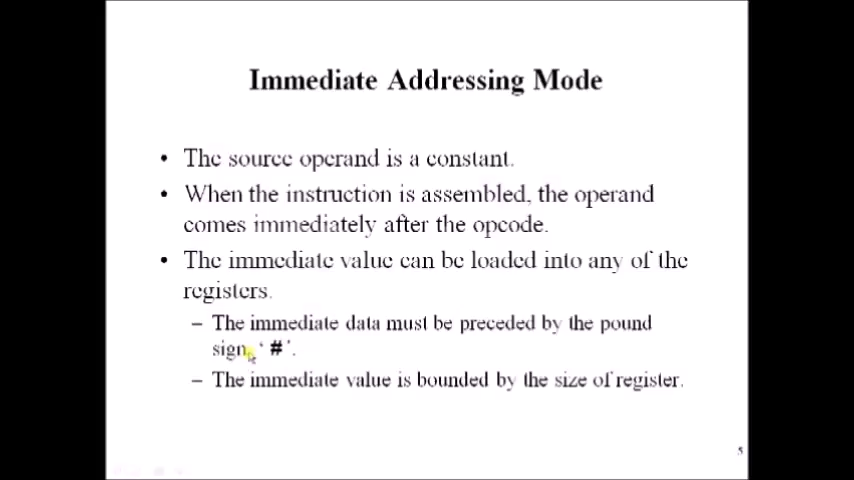 Immediate Addressing Mode
• The source operand is a constant.
• When the instruction is assembled, the operand
comes immediately after the opcode.
• The immediate value can be loaded into any of the
registers.
– The immediate data must be preceded by the pound
sign, ‘ # ’.
– The immediate value is bounded by the size of register.
5